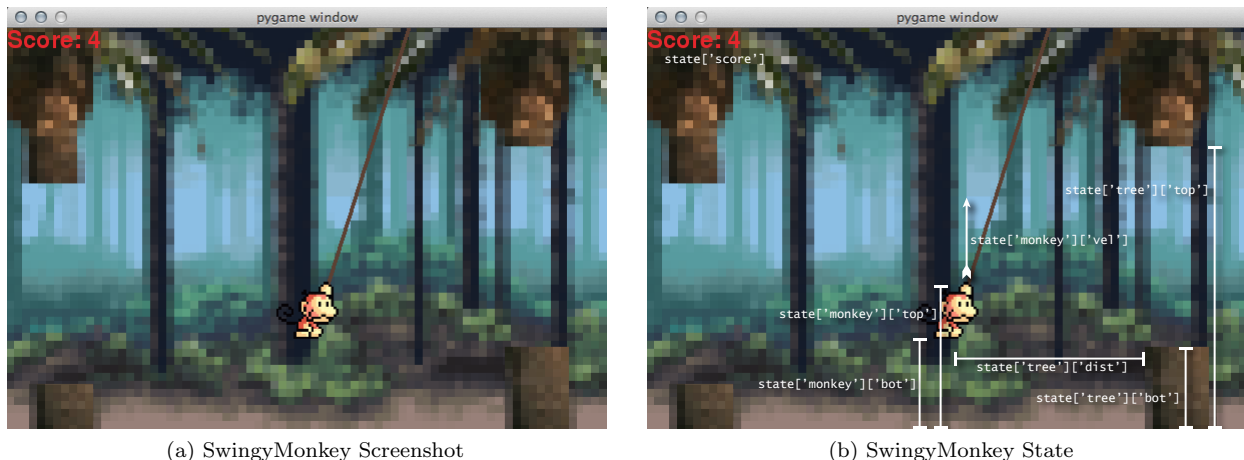 pygame window
Score: 4
(a) SwingyMonkey Screenshot
pygame window
Score: 4
state['score']
state['tree']['top']
state['monkey']['vel']
state['monkey']['top']
state['tree']['dist']
state['monkey']['bot']
state['tree']['bot']
(b) SwingyMonkey State